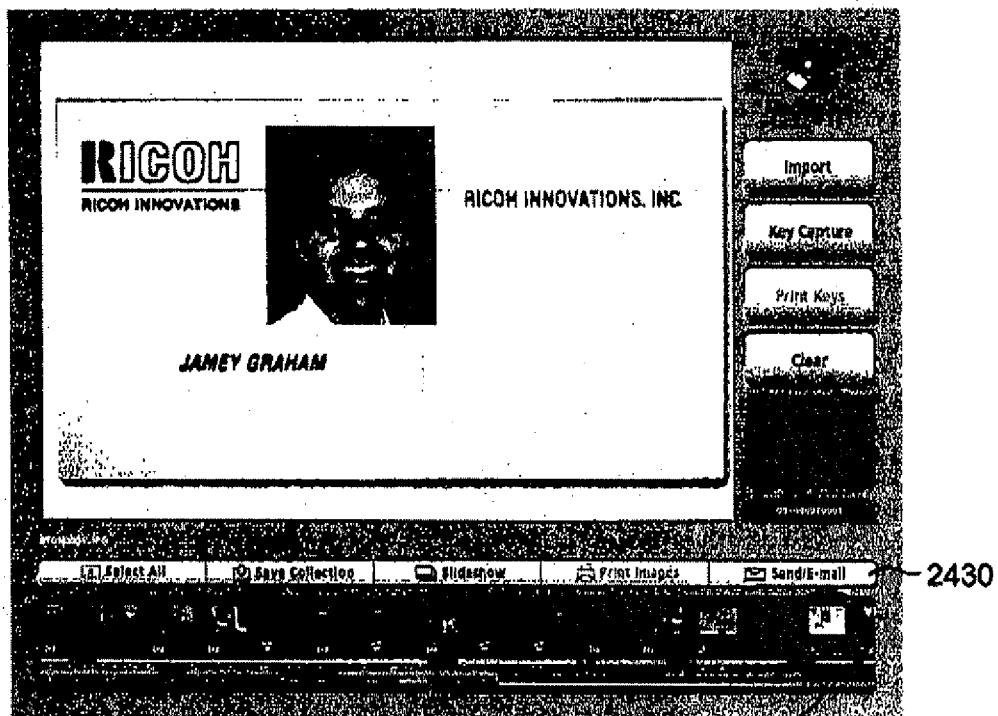 RICOH
RICOH INNOVATIONS
RICOH INNOVATIONS, INC.
JAMEY GRAHAM
Import
Key Capture
Print Keys
Clear
Select All
Save Collection
Slideshow
Print Images
Send/E-mail
2430